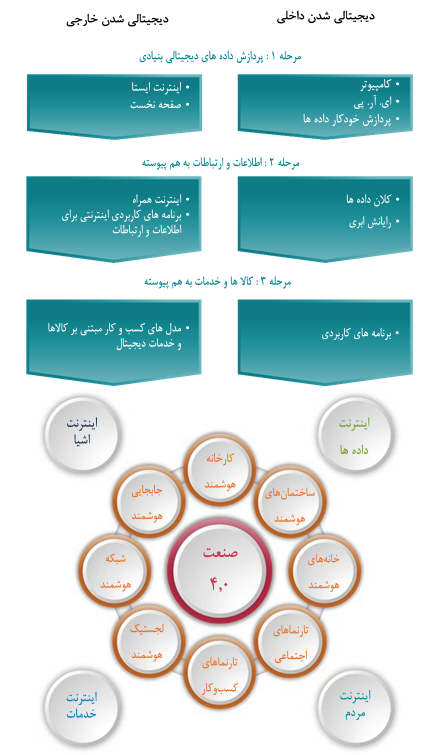 دیجیتالی شدن داخلی
دیجیتالی شدن خارجی
مرحله ۱ : پردازش داده های دیجیتالی بنیادی
• کامپیوتر
• ای. آر. پی
• پردازش خودکار داده ها
• اینترنت ایستا
• صفحه نخست
مرحله ۲ : اطلاعات و ارتباطات به هم پیوسته
• کلان داده ها
• رایانش ابری
• اینترنت همراه
• برنامه های کاربردی اینترنتی برای
اطلاعات و ارتباطات
مرحله ۳ : کالا ها و خدمات به هم پیوسته
• برنامه های کاربردی
• مدل های کسب و کار مبتنی بر کالاها
و خدمات دیجیتال
اینترنت
داده ها
اینترنت
اشیا
کارخانه
هوشمند
ساختمان‌های
هوشمند
جابجایی
هوشمند
صنعت
۴,۰
خانه‌های
هوشمند
شبکه
هوشمند
تارنماهای
اجتماعی
لجستیک
هوشمند
تارنماهای
کسب‌وکار
اینترنت
مردم
اینترنت
خدمات